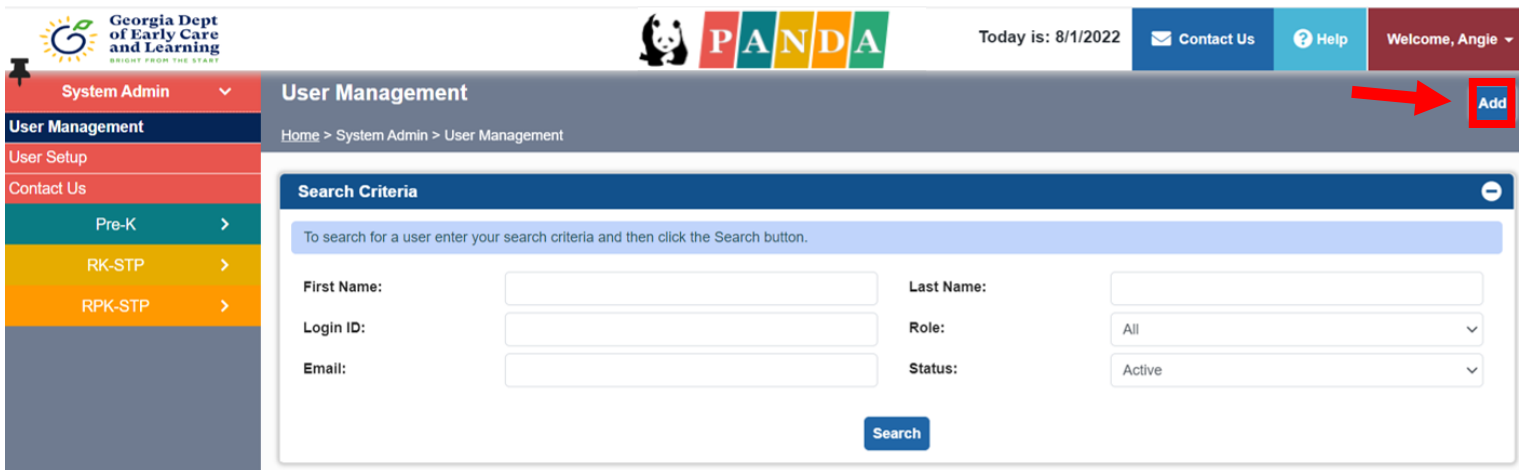 Georgia Dept
of Early Care
and Learning
BRIGHT FROM THE START
PANDA
Today is: 8/1/2022
Contact Us
Help
Welcome, Angie
System Admin
User Management
User Setup
Contact Us
Pre-K
RK-STP
RPK-STP
User Management
Add
Home > System Admin > User Management
Search Criteria
To search for a user enter your search criteria and then click the Search button.
First Name:
Last Name:
Login ID:
Role:
All
Email:
Status:
Active
Search